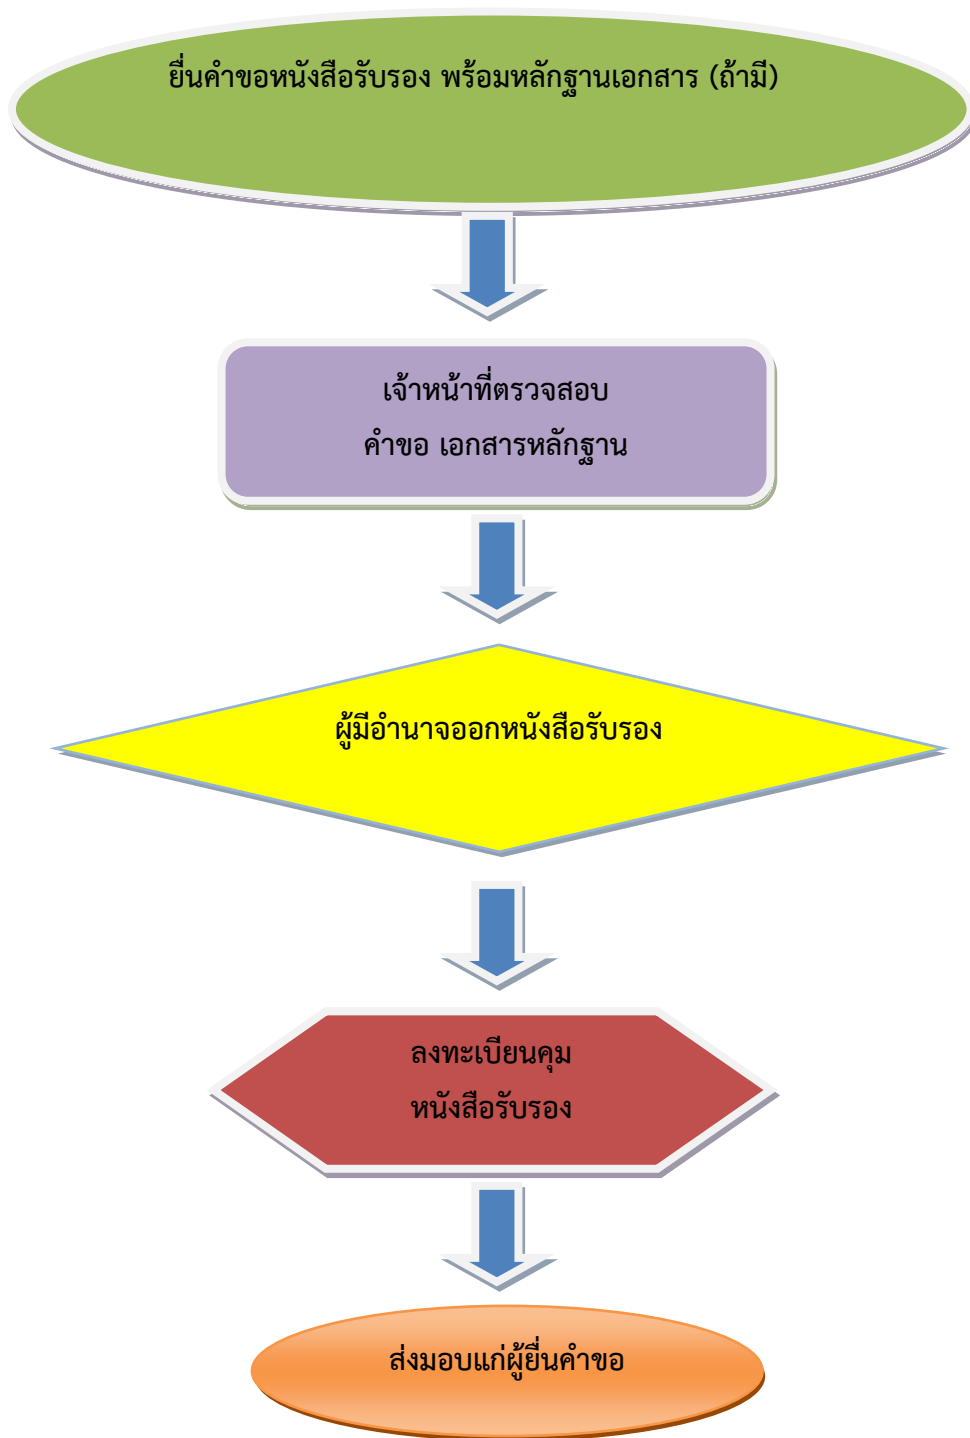 ยื่นคำขอหนังสือรับรอง พร้อมหลักฐานเอกสาร (ถ้ามี)
เจ้าหน้าที่ตรวจสอบ
คำขอ เอกสารหลักฐาน
ผู้มีอำนาจออกหนังสือรับรอง
ลงทะเบียนคุม
หนังสือรับรอง
ส่งมอบแก่ผู้ยื่นคำขอ